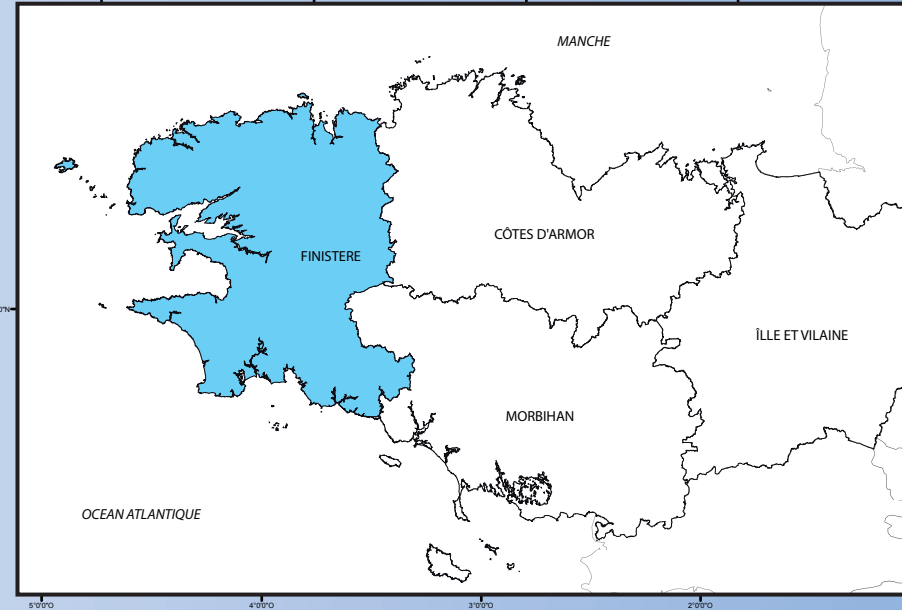 MANCHE
CÔTES D'ARMOR
FINISTERE
0'N
ÎLLE ET VILAINE
MORBIHAN
OCEAN ATLANTIQUE
5°0'0"O 4°0'0"O 3°0'0"O 2°0'0"O